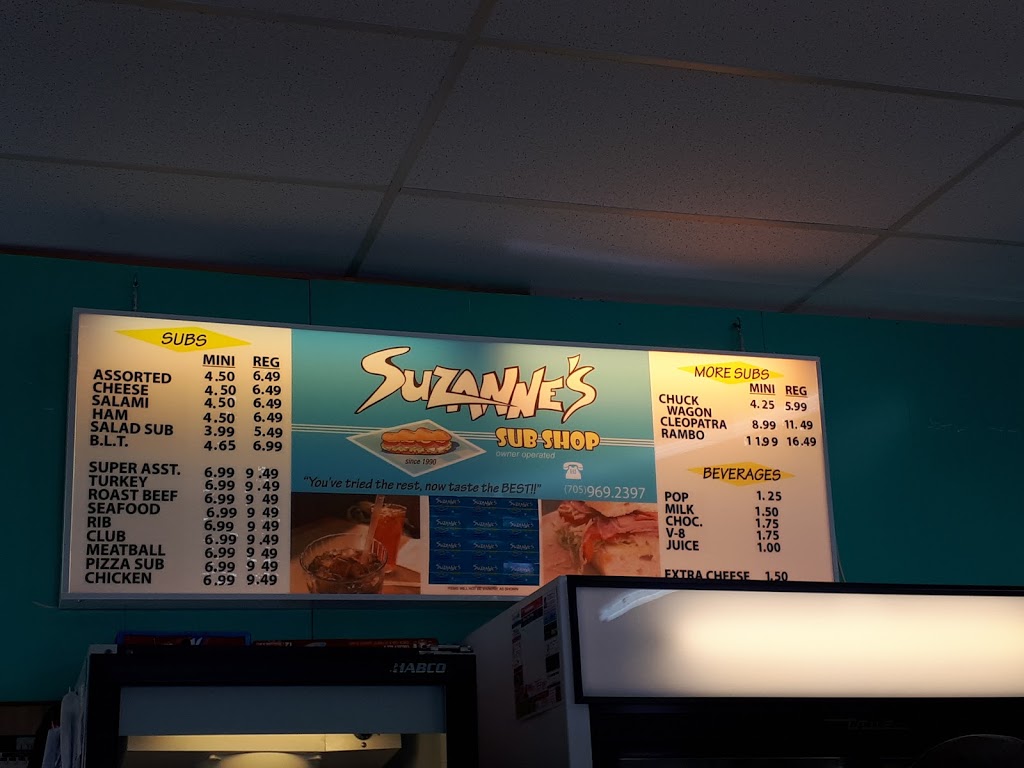 SUBS
MINI REG
ASSORTED 4.50 6.49
CHEESE 4.50 6.49
SALAMI 4.50 6.49
HAM 4.50 6.49
SALAD SUB 3.99 5.49
B.L.T. 4.65 6.99
SUPER ASST. 6.99 9.49
TURKEY 6.99 9.49
ROAST BEEF 6.99 9.49
SEAFOOD 6.99 9.49
RIB 6.99 9.49
CLUB 6.99 9.49
MEATBALL 6.99 9.49
PIZZA SUB 6.99 9.49
CHICKEN 6.99 9.49
SUZANNE'S
SUB SHOP
owner operated
since 1990
"You've tried the rest, now taste the BEST!!"
(705)969.2397
MORE SUBS
MINI REG
CHUCK
WAGON 4.25 5.99
CLEOPATRA 8.99 11.49
RAMBO 11.99 16.49
BEVERAGES
POP 1.25
MILK 1.50
CHOC. 1.75
V-8 1.75
JUICE 1.00
EXTRA CHEESE 1.50
HABCO